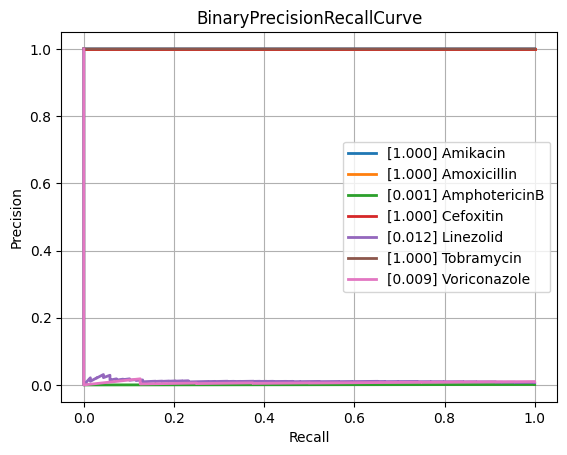 BinaryPrecisionRecallCurve
1.0
0.8
0.6
0.4
0.2
0.0
Precision
[1.000] Amikacin
[1.000] Amoxicillin
[0.001] AmphotericinB
[1.000] Cefoxitin
[0.012] Linezolid
[1.000] Tobramycin
[0.009] Voriconazole
0.0 0.2 0.4 0.6 0.8 1.0
Recall